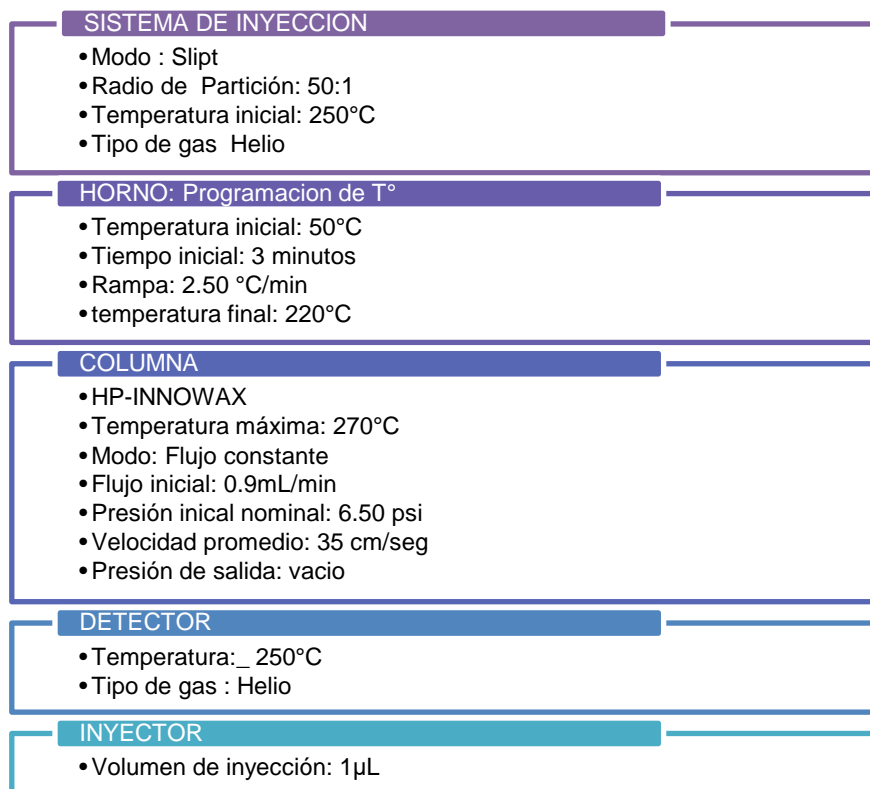 SISTEMA DE INYECCION
•Modo : Slipt
•Radio de Partición: 50:1
•Temperatura inicial: 250°C
•Tipo de gas Helio
HORNO: Programacion de T°
•Temperatura inicial: 50°C
•Tiempo inicial: 3 minutos
•Rampa: 2.50 °C/min
•temperatura final: 220°C
COLUMNA
•HP-INNOWAX
•Temperatura máxima: 270°C
•Modo: Flujo constante
•Flujo inicial: 0.9mL/min
•Presión inical nominal: 6.50 psi
•Velocidad promedio: 35 cm/seg
•Presión de salida: vacio
DETECTOR
•Temperatura:_ 250°C
•Tipo de gas : Helio
INYECTOR
•Volumen de inyección: 1µL